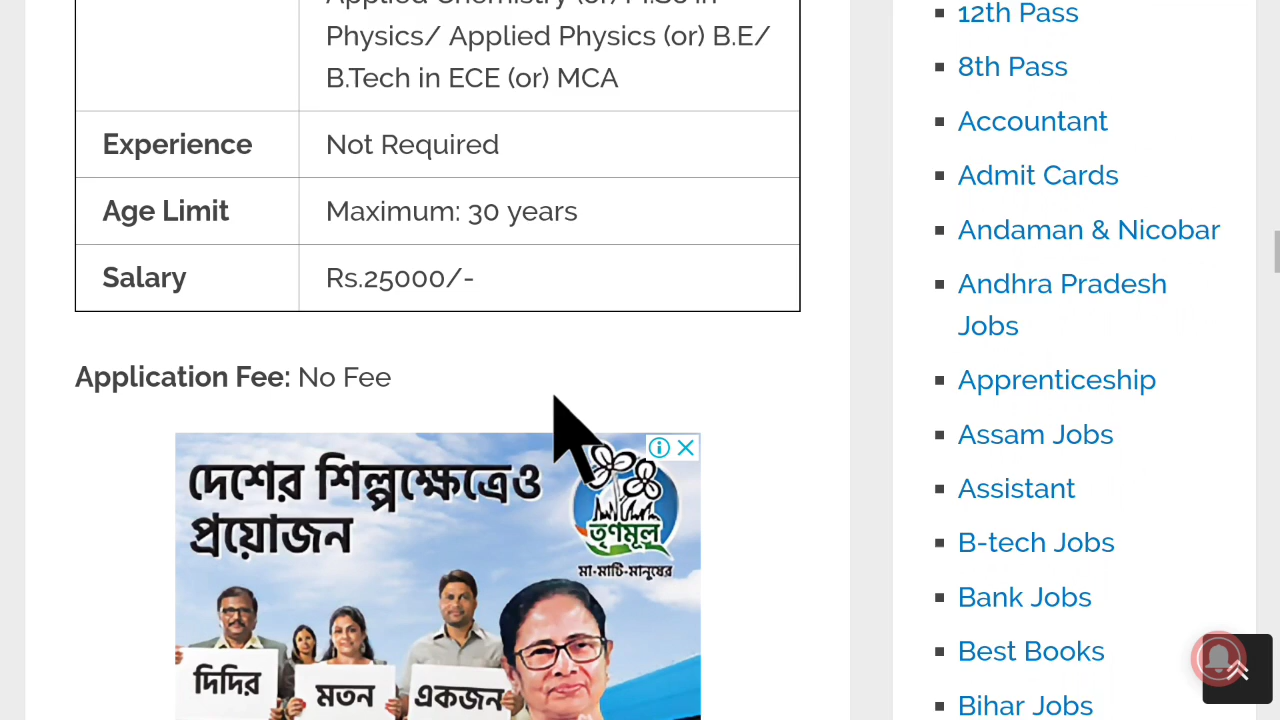 Physics/ Applied Physics (or) B.E/
B.Tech in ECE (or) MCA
Experience
Not Required
Age Limit
Maximum: 30 years
Salary
Rs.25000/-
Application Fee: No Fee
দেশের শিল্পক্ষেত্রেও
প্রয়োজন
তৃণমূল
মা-মাটি-মানুষের
দিদির
মতন
একজন
12th Pass
8th Pass
Accountant
Admit Cards
Andaman & Nicobar
Andhra Pradesh
Jobs
Apprenticeship
Assam Jobs
Assistant
B-tech Jobs
Bank Jobs
Best Books
Bihar Jobs